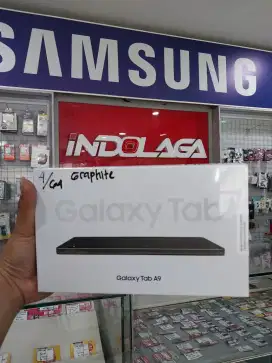 SAMSUNG
INDOLAGA
4/64 Graphite
Galaxy Tab
Galaxy Tab A9